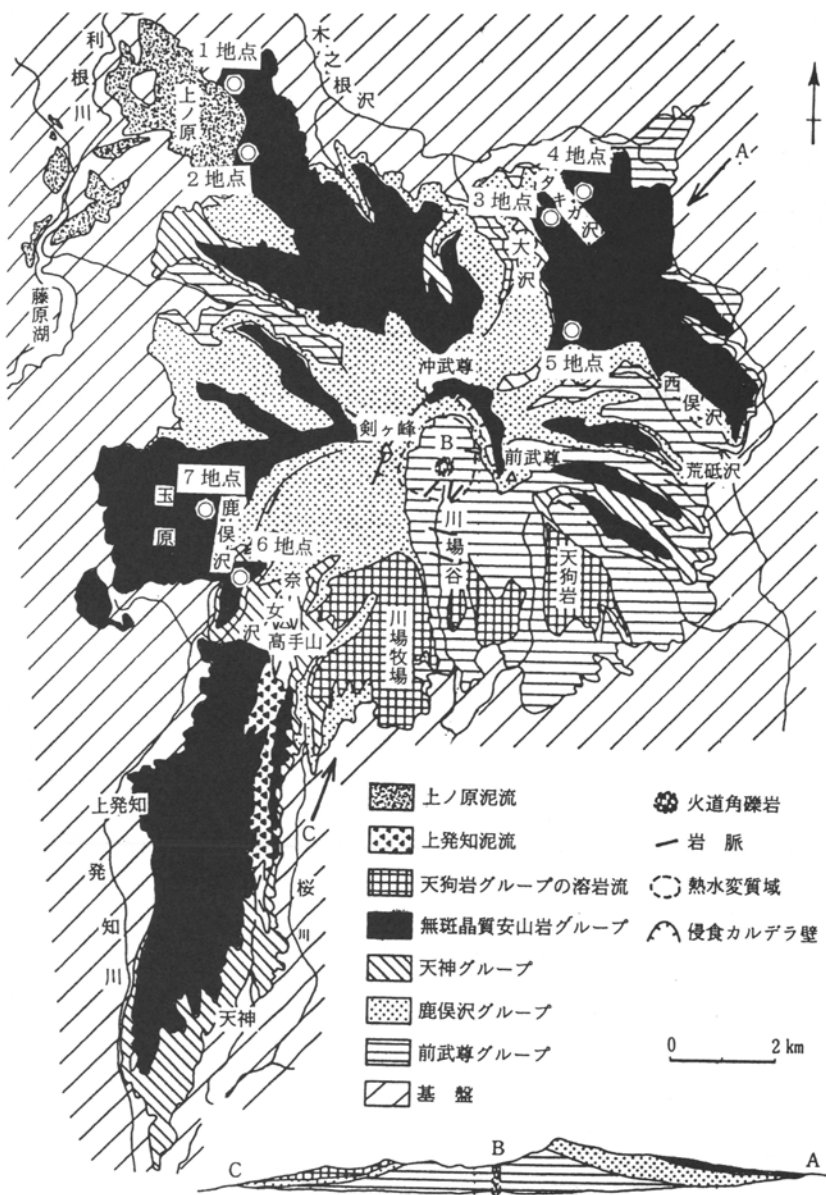 利根川
1地点
木之根沢
上ノ原
2地点
4地点
A
タキガ沢
3地点
大沢
藤原湖
沖武尊
5地点
西俣沢
剣ヶ峰
B
前武尊
荒砥沢
7地点
玉原
鹿俣沢
6地点
川場谷
天狗岩
奈女沢
高手山
川場牧場
上発知
C
発知川
桜川
天神
上ノ原泥流
上発知泥流
天狗岩グループの溶岩流
無斑晶質安山岩グループ
天神グループ
鹿俣沢グループ
前武尊グループ
基盤
火道角礫岩
岩脈
熱水変質域
侵食カルデラ壁
0 2 km
B
C
A